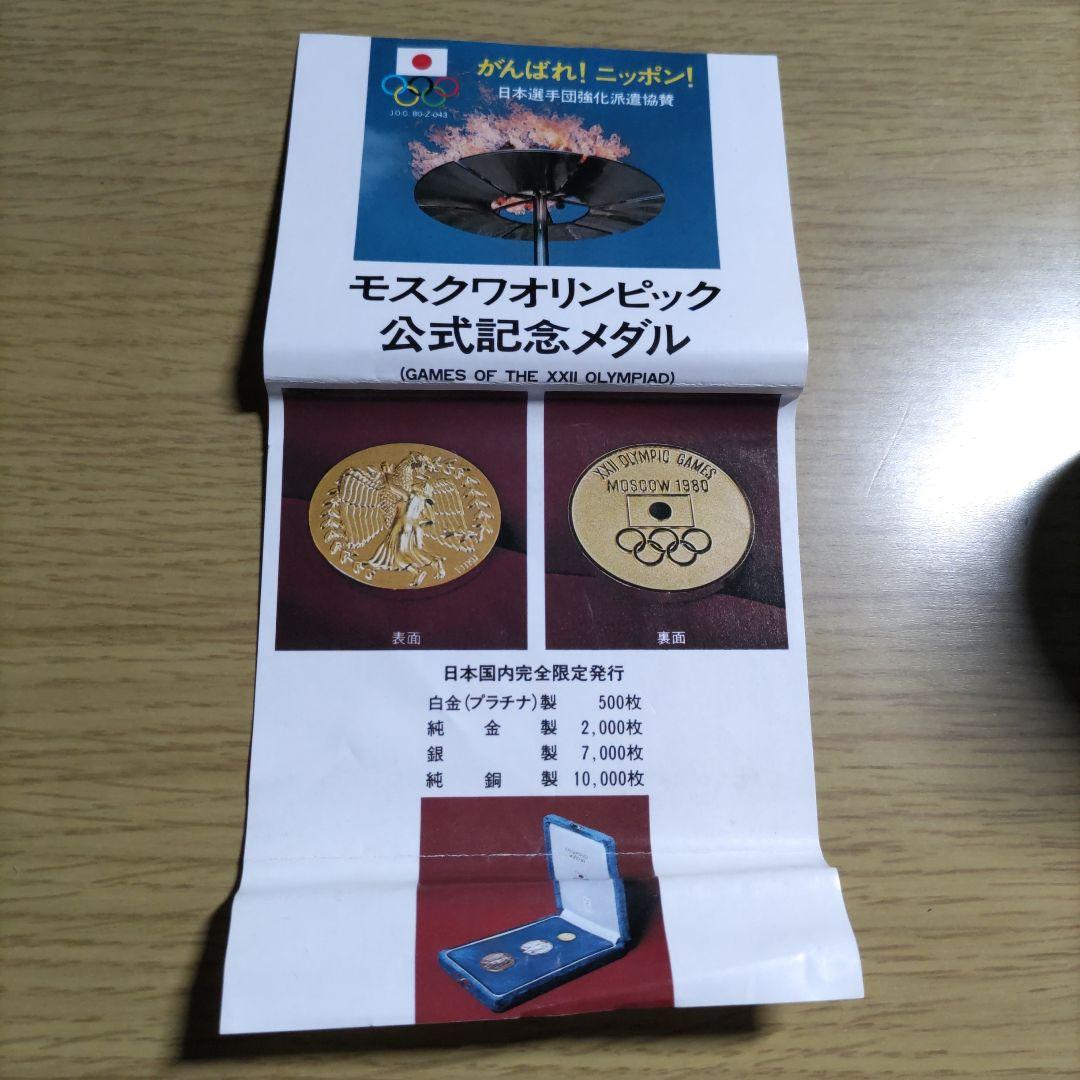 がんばれ! ニッポン!
日本選手団強化派遣協賛
J.O.C. 80-Z-043
モスクワオリンピック
公式記念メダル
(GAMES OF THE XXII OLYMPIAD)
XXII OLYMPIC GAMES
MOSCOW 1980
表面
裏面
日本国内完全限定発行
白金(プラチナ)製 500枚
純金製 2,000枚
銀製 7,000枚
純銅製 10,000枚